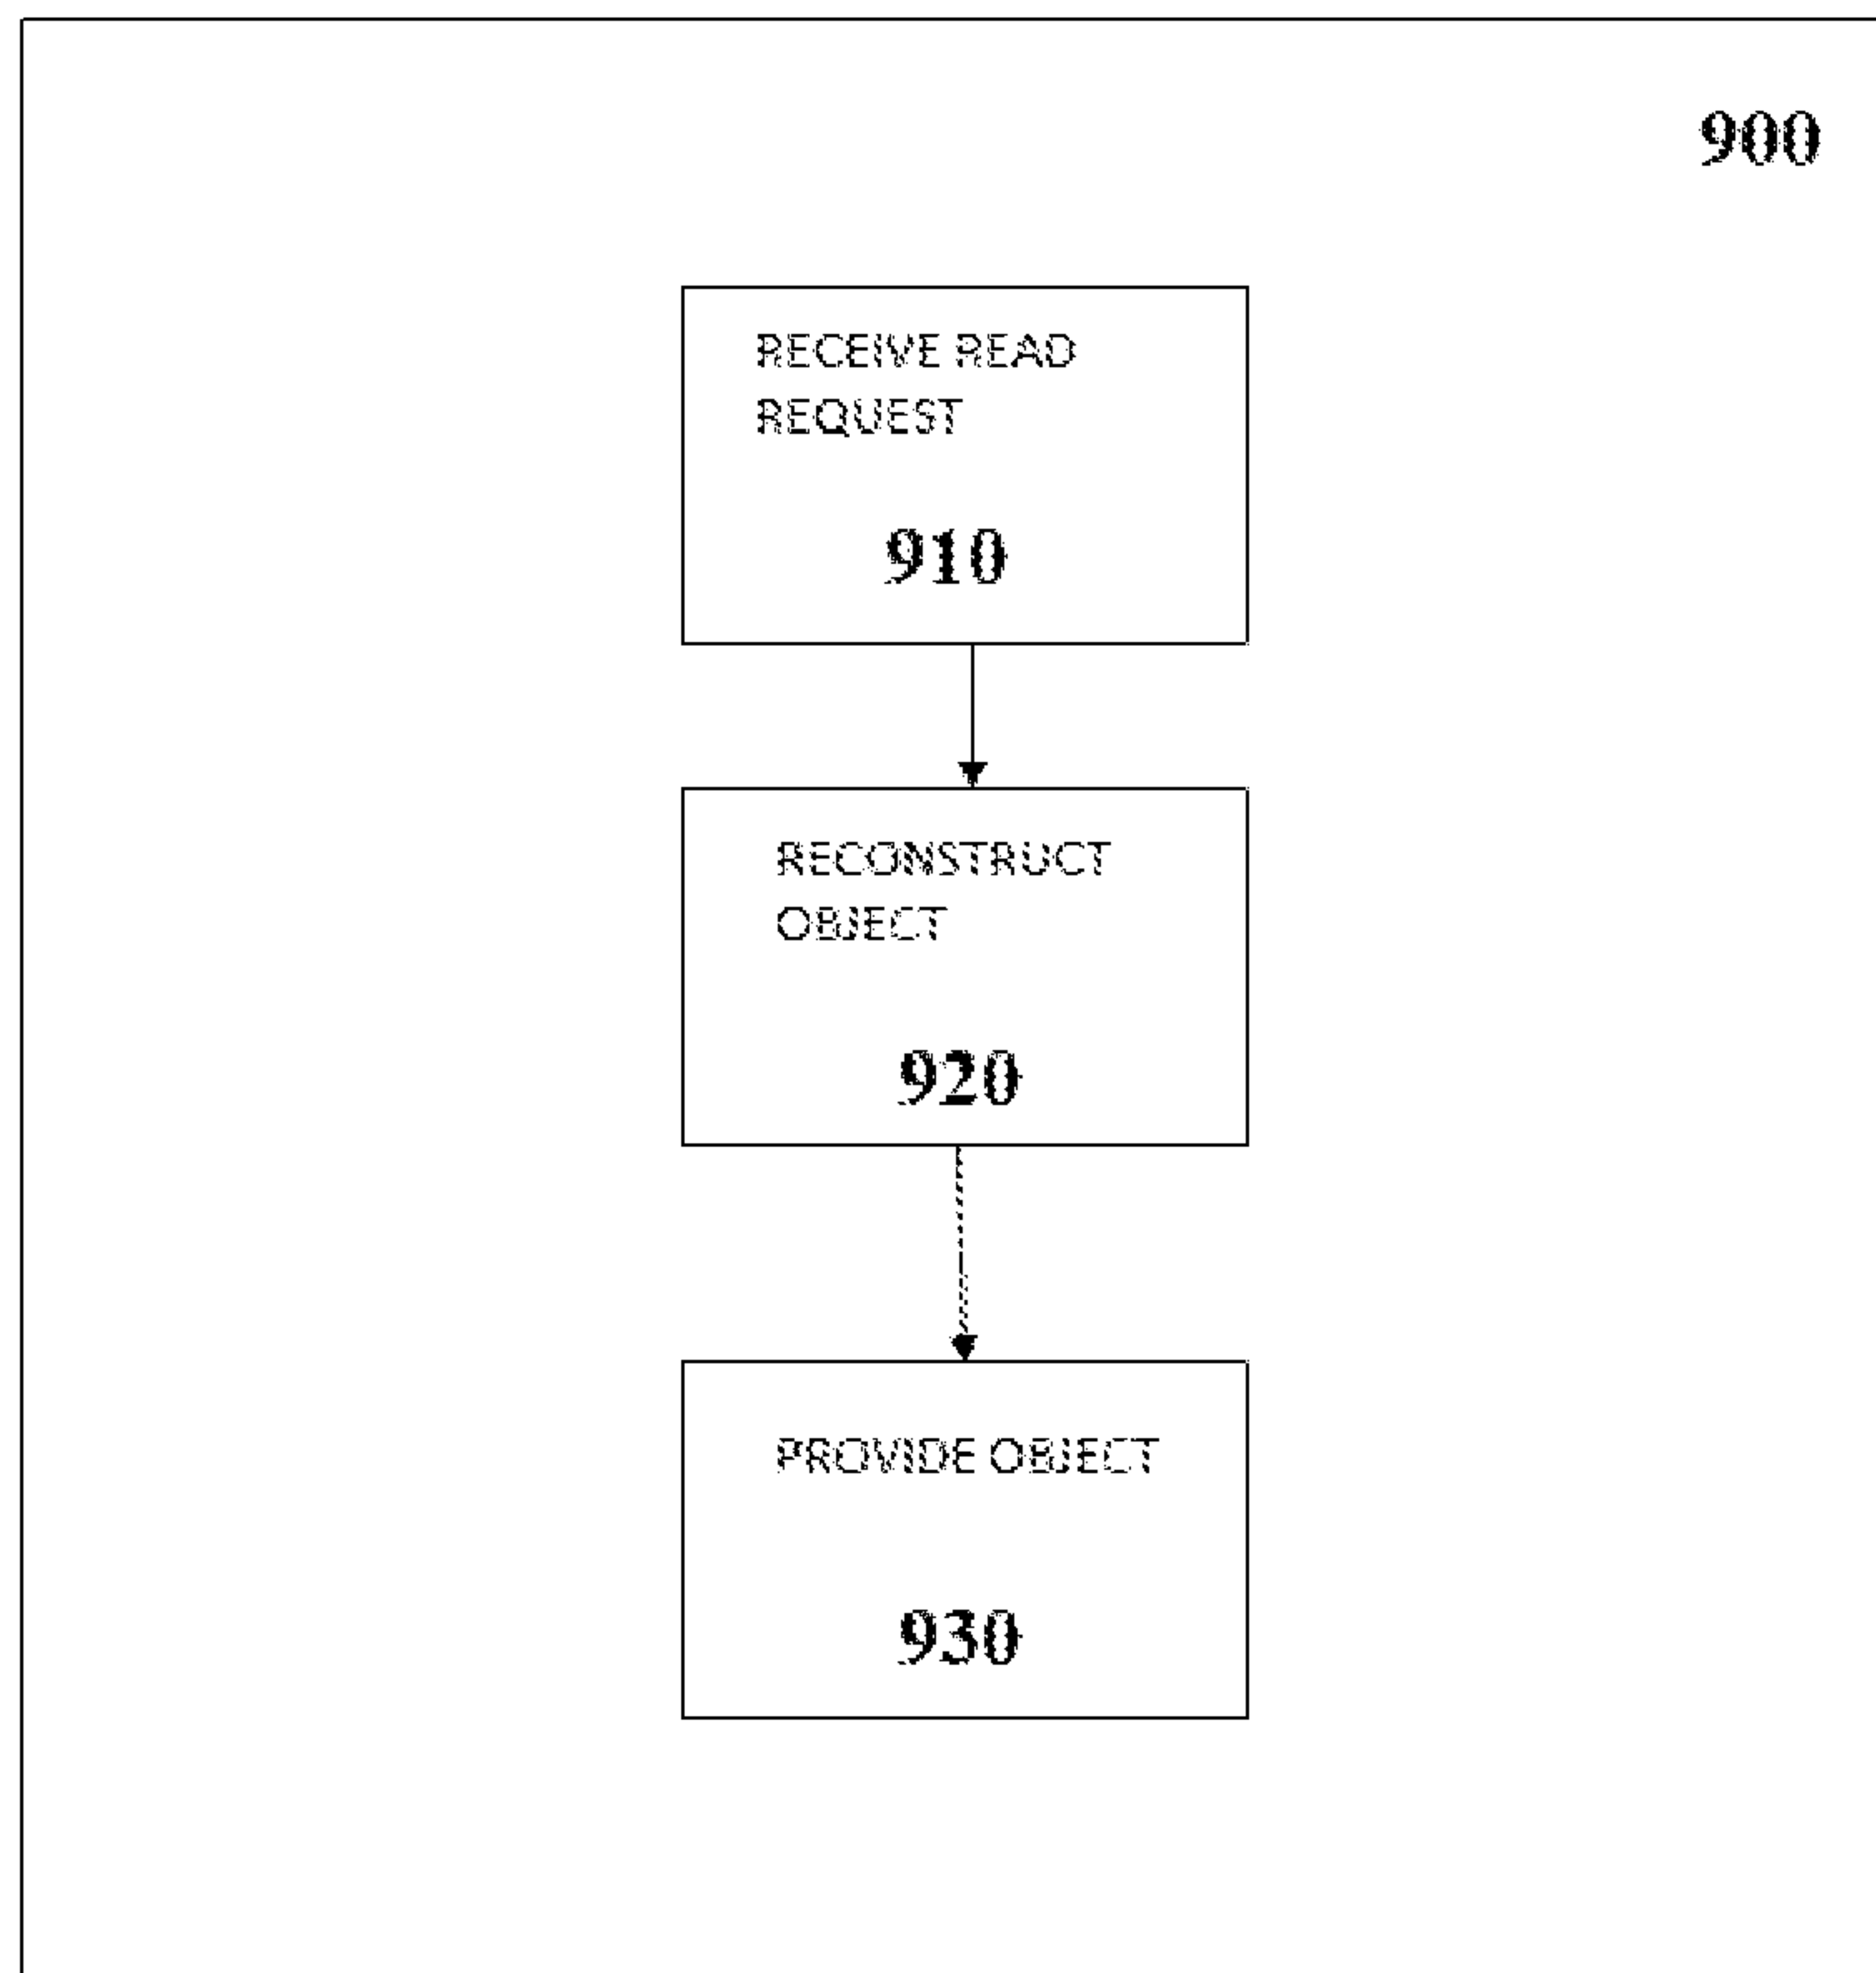 900
RECEIVE READ
REQUEST
910
RECONSTRUCT
OBJECT
920
PROVIDE OBJECT
930